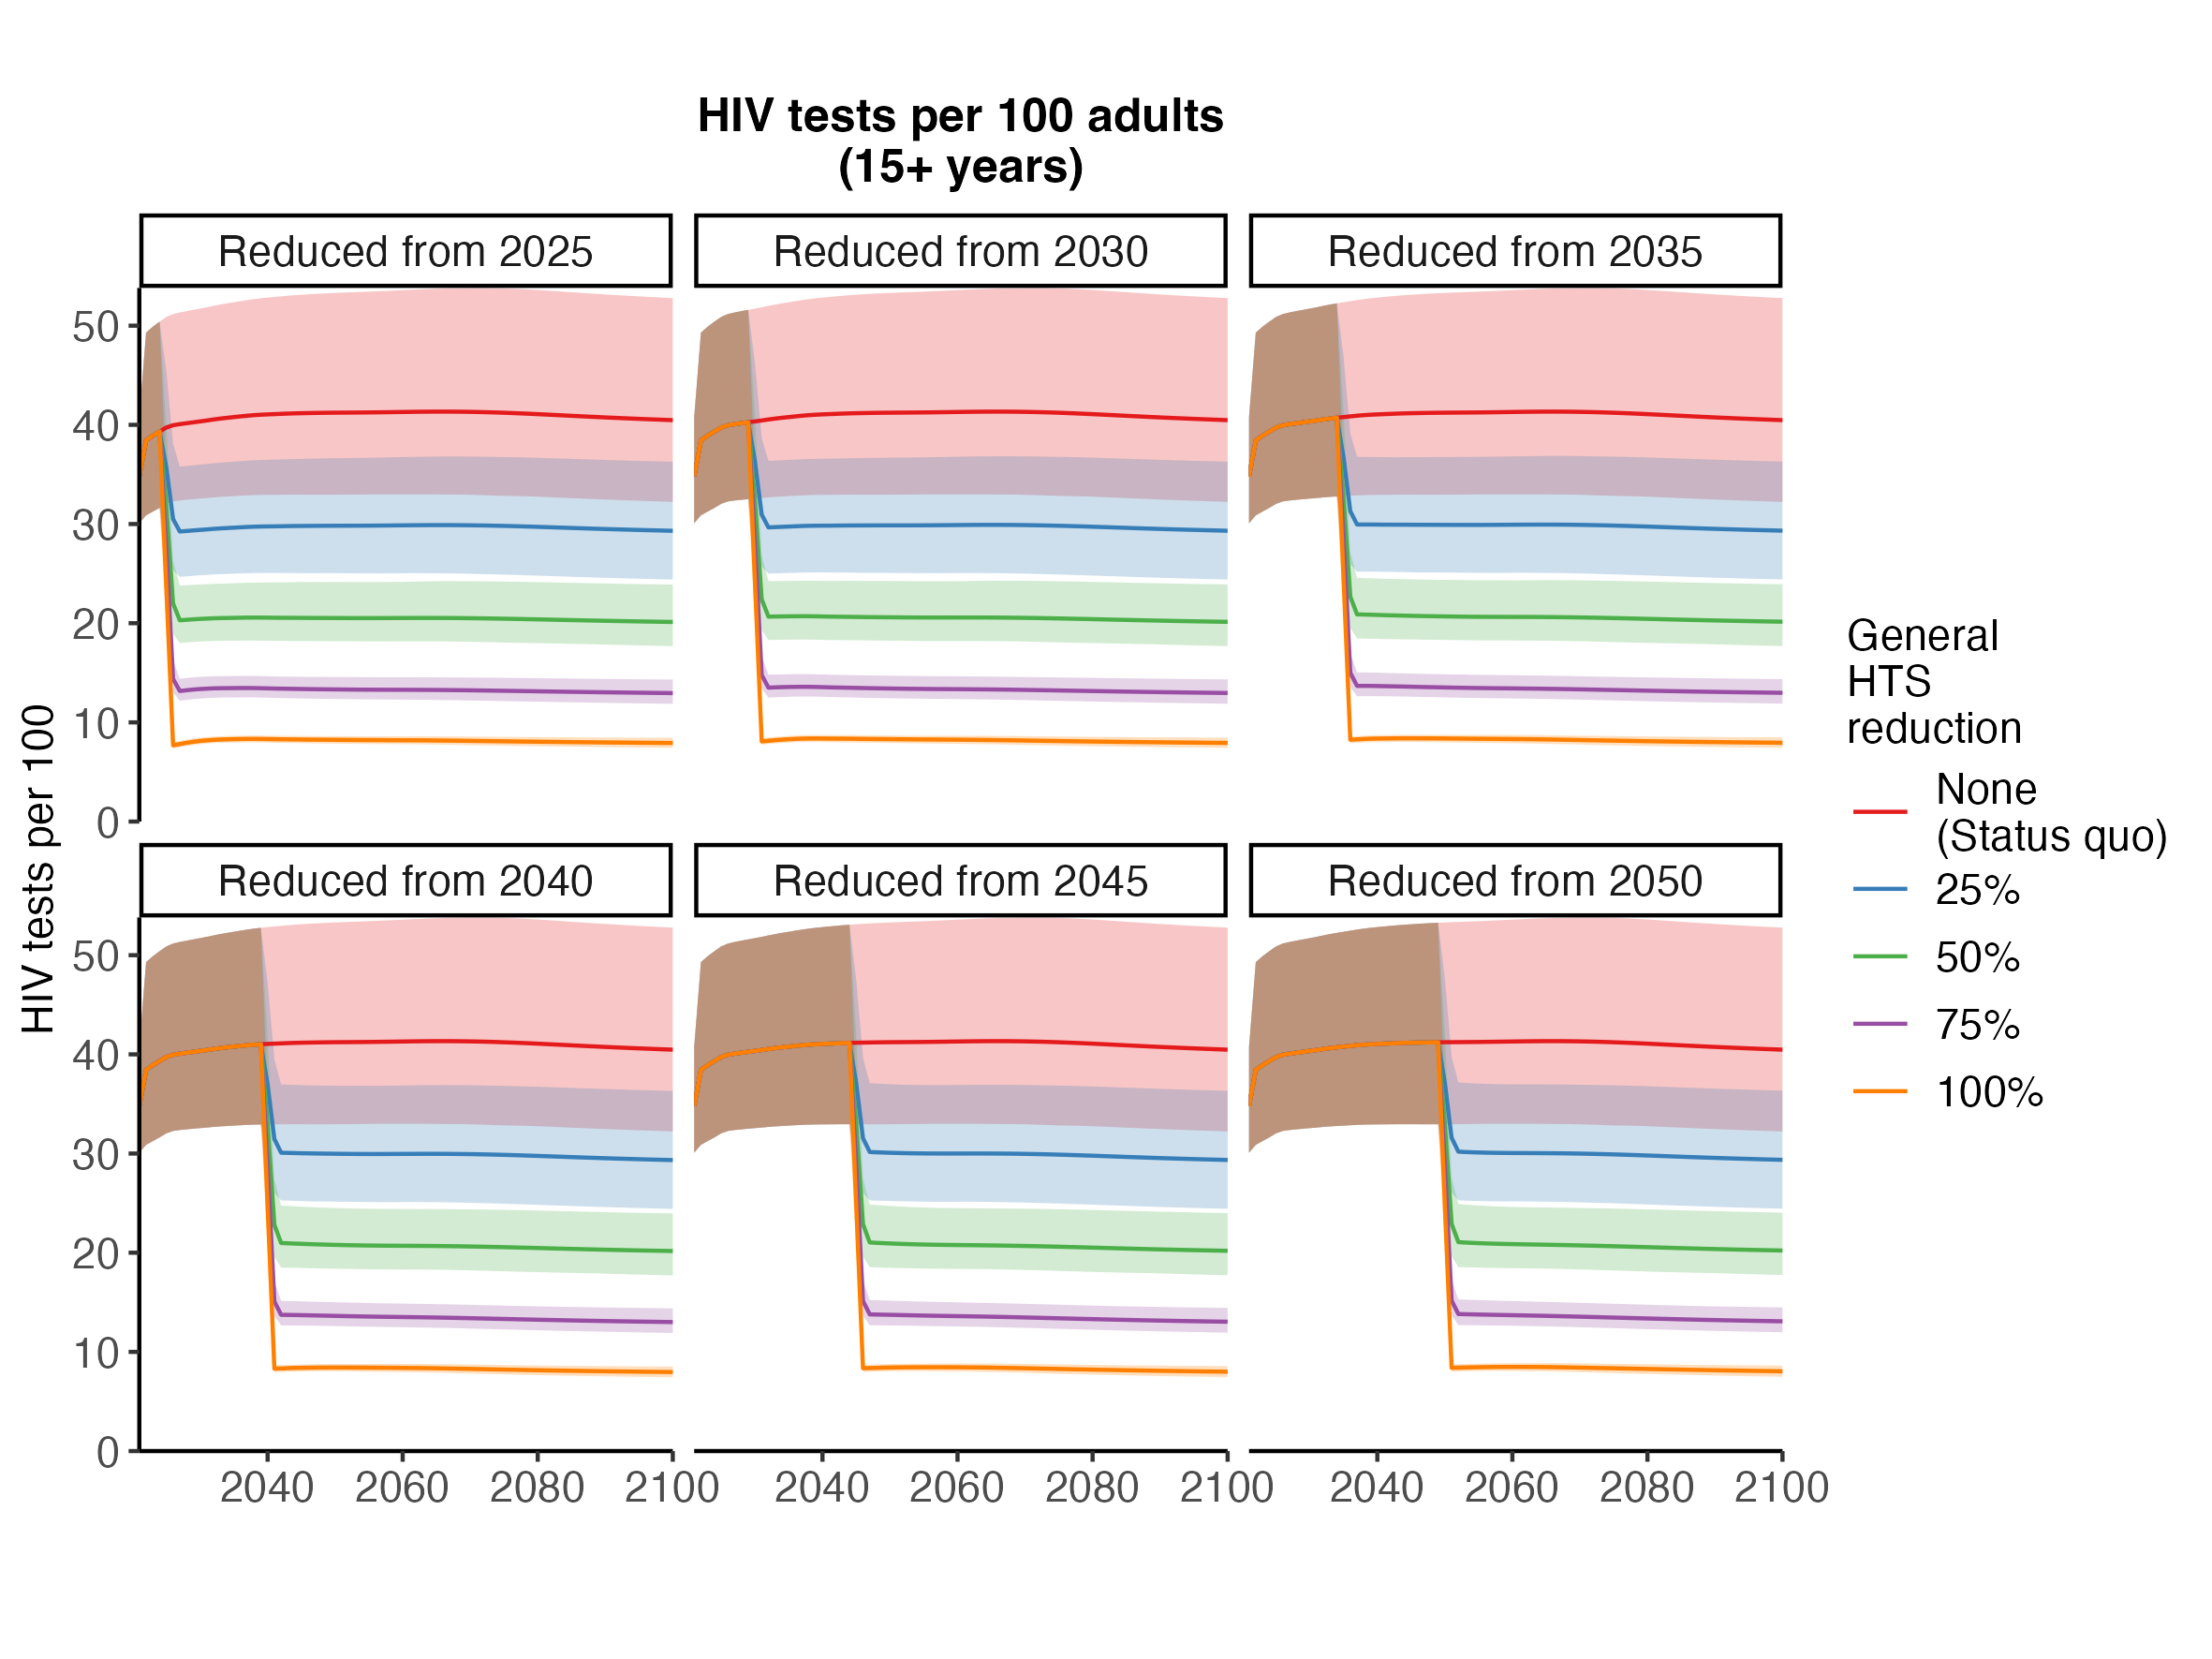 HIV tests per 100 adults
(15+ years)
Reduced from 2025
Reduced from 2030
Reduced from 2035
50
40
30
20
10
0
Reduced from 2040
Reduced from 2045
Reduced from 2050
50
40
30
20
10
0
2040 2060 2080 2100
2040 2060 2080 2100
2040 2060 2080 2100
HIV tests per 100
General
HTS
reduction
None
(Status quo)
25%
50%
75%
100%